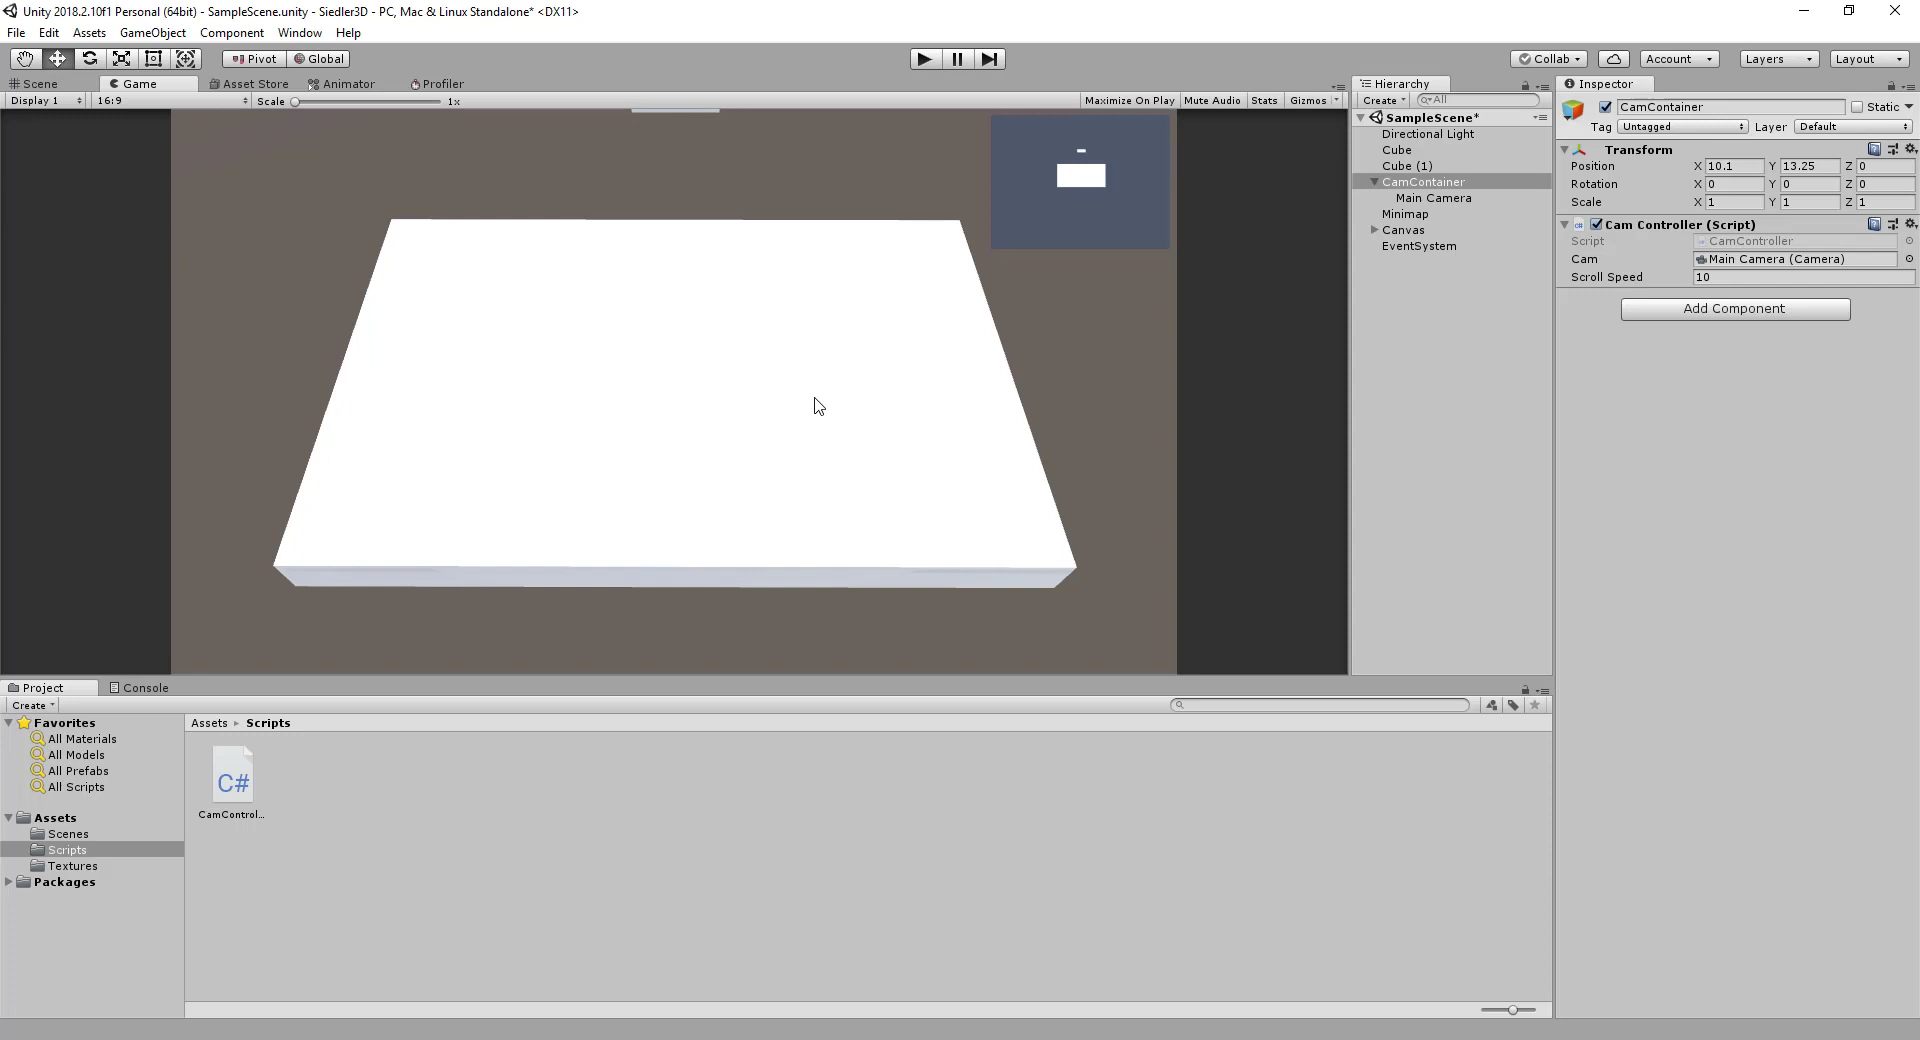 Unity 2018.2.10f1 Personal (64bit) - SampleScene.unity - Siedler3D - PC, Mac & Linux Standalone* <DX11>
File Edit Assets GameObject Component Window Help
Pivot Global Collab Account Layers Layout
Scene Game Asset Store Animator Profiler
Display 1 16:9 Scale 1x Maximize On Play Mute Audio Stats Gizmos
Hierarchy
Create All
SampleScene*
Directional Light
Cube
Cube (1)
CamContainer
Main Camera
Minimap
Canvas
EventSystem
Inspector
CamContainer Static
Tag Untagged Layer Default
Transform
Position X 10.1 Y 13.25 Z 0
Rotation X 0 Y 0 Z 0
Scale X 1 Y 1 Z 1
Cam Controller (Script)
Script CamController
Cam Main Camera (Camera)
Scroll Speed 10
Add Component
Project Console
Create
Favorites
All Materials
All Models
All Prefabs
All Scripts
Assets
Scenes
Scripts
Textures
Packages
Assets Scripts
C#
CamControl...